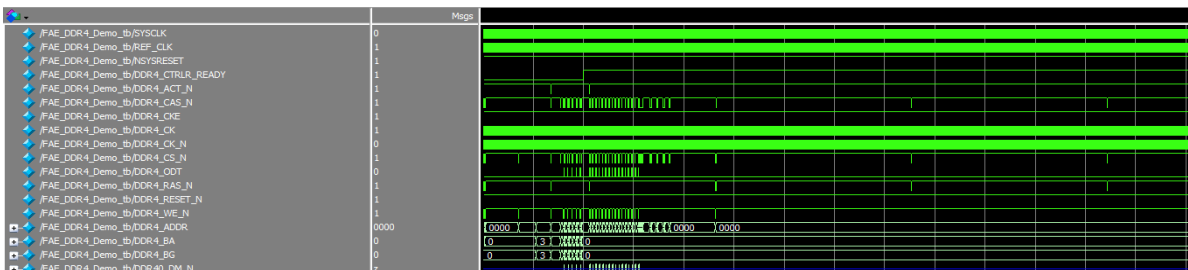 Msgs
/FAE_DDR4_Demo_tb/SYSCLK 0
/FAE_DDR4_Demo_tb/REF_CLK 1
/FAE_DDR4_Demo_tb/NSYSRESET 1
/FAE_DDR4_Demo_tb/DDR4_CTRLR_READY 1
/FAE_DDR4_Demo_tb/DDR4_ACT_N 1
/FAE_DDR4_Demo_tb/DDR4_CAS_N 1
/FAE_DDR4_Demo_tb/DDR4_CKE 1
/FAE_DDR4_Demo_tb/DDR4_CK 1
/FAE_DDR4_Demo_tb/DDR4_CK_N 0
/FAE_DDR4_Demo_tb/DDR4_CS_N 1
/FAE_DDR4_Demo_tb/DDR4_ODT 0
/FAE_DDR4_Demo_tb/DDR4_RAS_N 1
/FAE_DDR4_Demo_tb/DDR4_RESET_N 1
/FAE_DDR4_Demo_tb/DDR4_WE_N 1
/FAE_DDR4_Demo_tb/DDR4_ADDR 0000 0000 0000 0000
/FAE_DDR4_Demo_tb/DDR4_BA 0 0 3 0
/FAE_DDR4_Demo_tb/DDR4_BG 0 0 3 0
/FAE_DDR4_Demo_tb/DDR40_DM_N z